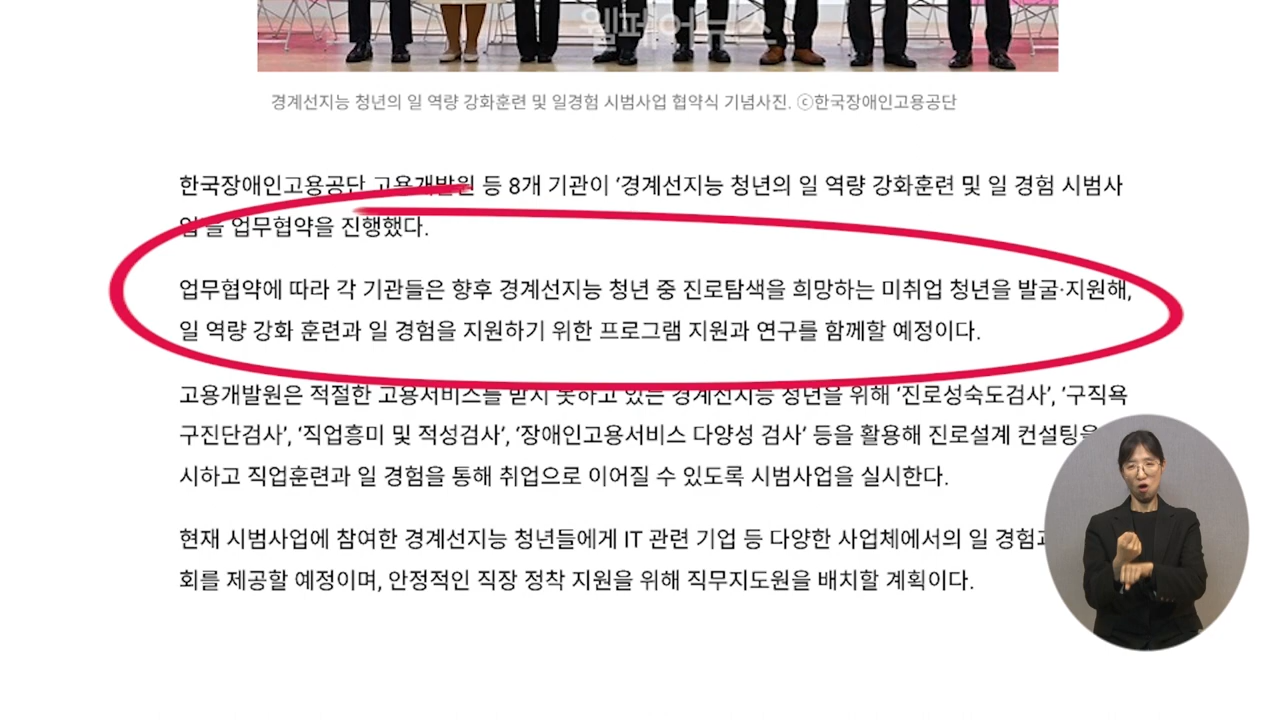 웰페어뉴스
경계선지능 청년의 일 역량 강화훈련 및 일경험 시범사업 협약식 기념사진. ⓒ한국장애인고용공단
한국장애인고용공단 고용개발원 등 8개 기관이 ‘경계선지능 청년의 일 역량 강화훈련 및 일 경험 시범사
업’을 업무협약을 진행했다.
업무협약에 따라 각 기관들은 향후 경계선지능 청년 중 진로탐색을 희망하는 미취업 청년을 발굴·지원해,
일 역량 강화 훈련과 일 경험을 지원하기 위한 프로그램 지원과 연구를 함께할 예정이다.
고용개발원은 적절한 고용서비스를 받지 못하고 있는 경계선지능 청년을 위해 ‘진로성숙도검사’, ‘구직욕
구진단검사’, ‘직업흥미 및 적성검사’, ‘장애인고용서비스 다양성 검사‘ 등을 활용해 진로설계 컨설팅을
시하고 직업훈련과 일 경험을 통해 취업으로 이어질 수 있도록 시범사업을 실시한다.
현재 시범사업에 참여한 경계선지능 청년들에게 IT 관련 기업 등 다양한 사업체에서의 일 경험과
회를 제공할 예정이며, 안정적인 직장 정착 지원을 위해 직무지도원을 배치할 계획이다.